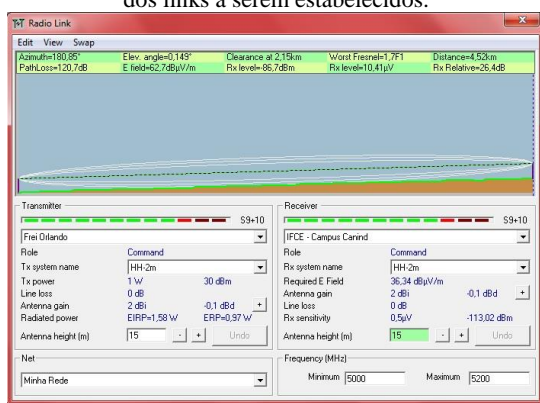 dos links a serem estabelecidos.
Radio Link
Edit View Swap
Azimuth=180,85° Elev. angle=0,149° Clearance at 2,15km Worst Fresnel=1,7F1 Distance=4,52km
PathLoss=120,7dB E field=62,7dBµV/m Rx level=-86,7dBm Rx level=10,41µV Rx Relative=26,4dB
Transmitter
S9+10
Frei Orlando
Role Command
Tx system name HH-2m
Tx power 1 W 30 dBm
Line loss 0 dB
Antenna gain 2 dBi -0,1 dBd +
Radiated power EIRP=1,58 W ERP=0,97 W
Antenna height (m) 15 - + Undo
Receiver
S9+10
IFCE - Campus Canind
Role Command
Rx system name HH-2m
Required E Field 36,34 dBµV/m
Antenna gain 2 dBi -0,1 dBd +
Line loss 0 dB
Rx sensitivity 0,5µV -113,02 dBm
Antenna height (m) 15 - + Undo
Net
Minha Rede
Frequency (MHz)
Minimum 5000 Maximum 5200